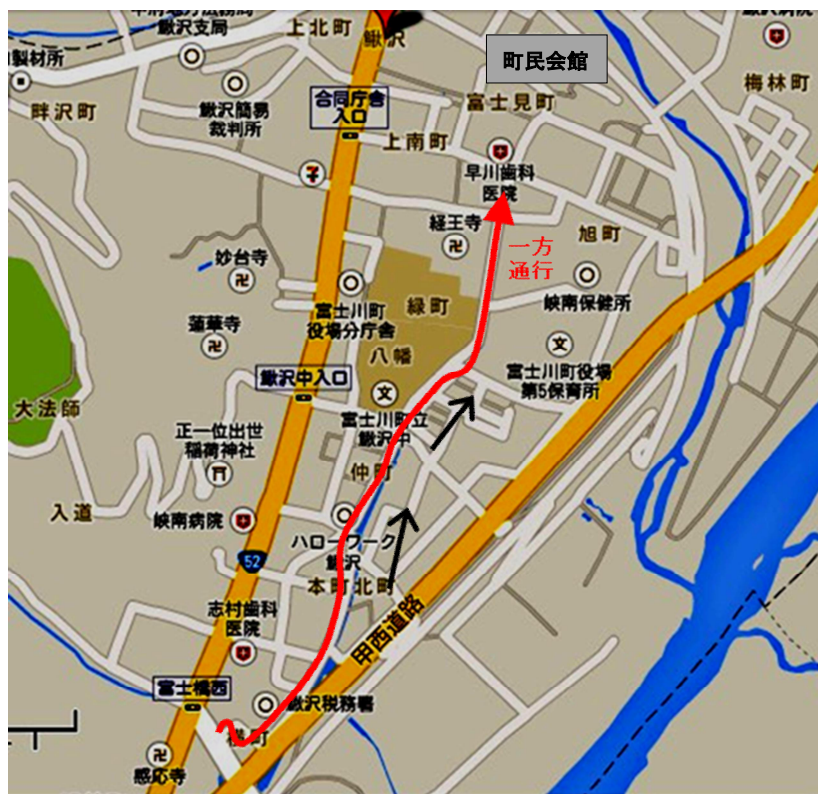 鰍沢支局
上北町
鰍沢
町民会館
梅林町
製材所
畔沢町
鰍沢簡易
裁判所
合同庁舎
入口
上南町
富士見町
早川歯科
医院
経王寺
一方
通行
旭町
妙台寺
緑町
峡南保健所
富士川町
役場分庁舎
蓮華寺
八幡
富士川町役場
第5保育所
鰍沢中入口
大法師
富士川町立
鰍沢中
正一位出世
稲荷神社
仲町
入道
峡南病院
ハローワーク
鰍沢
52
本町北町
志村歯科
医院
甲西道路
富士橋西
鰍沢税務署
横町
感応寺